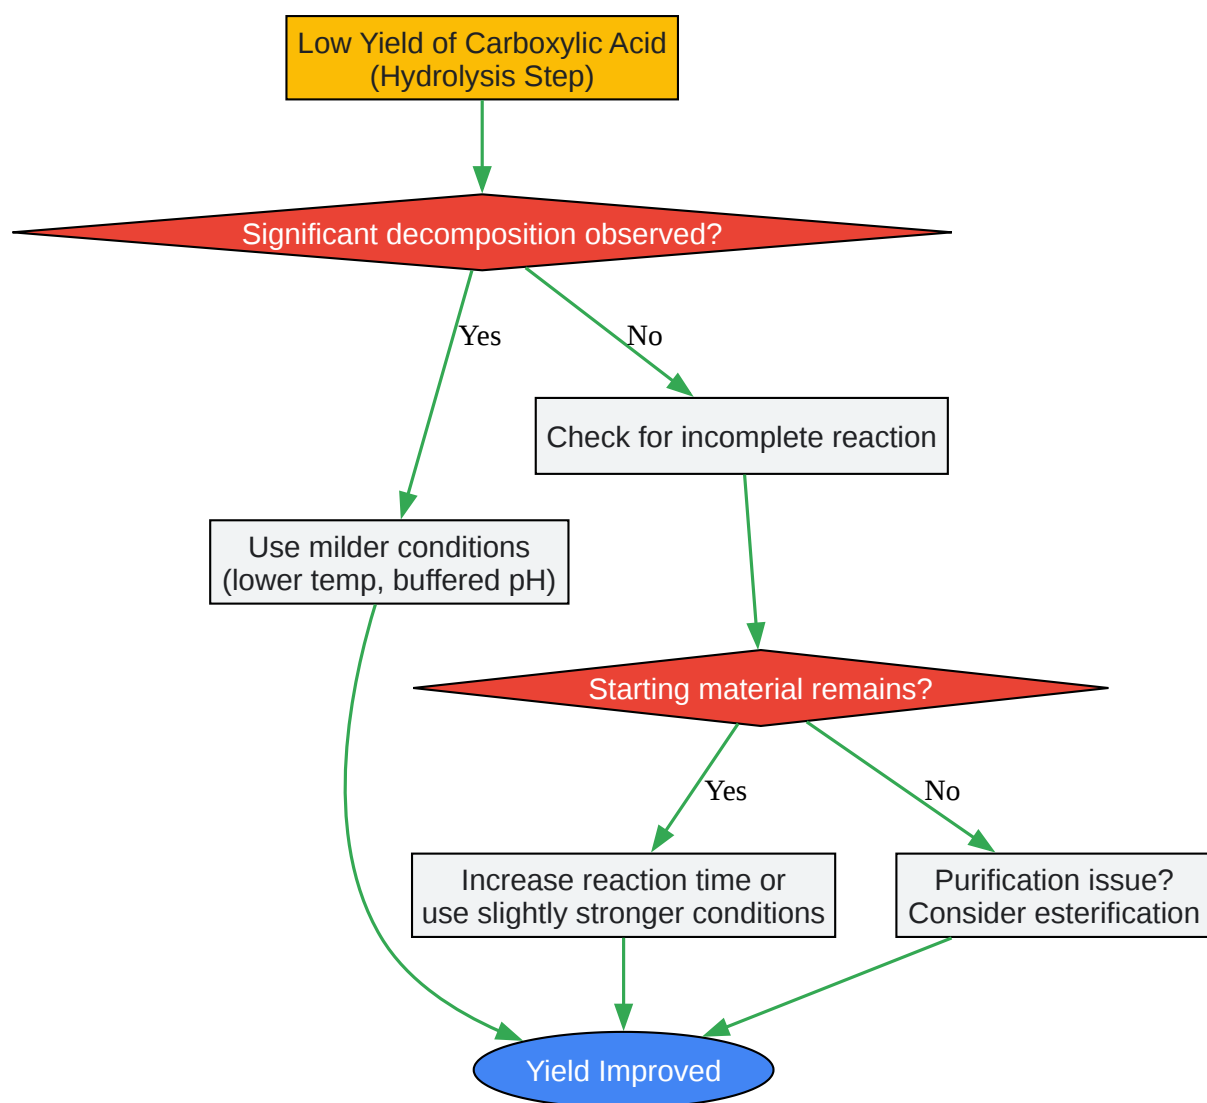 Low Yield of Carboxylic Acid
(Hydrolysis Step)
Significant decomposition observed?
Yes
No
Check for incomplete reaction
Use milder conditions
(lower temp, buffered pH)
Starting material remains?
Yes
No
Increase reaction time or
use slightly stronger conditions
Purification issue?
Consider esterification
Yield Improved